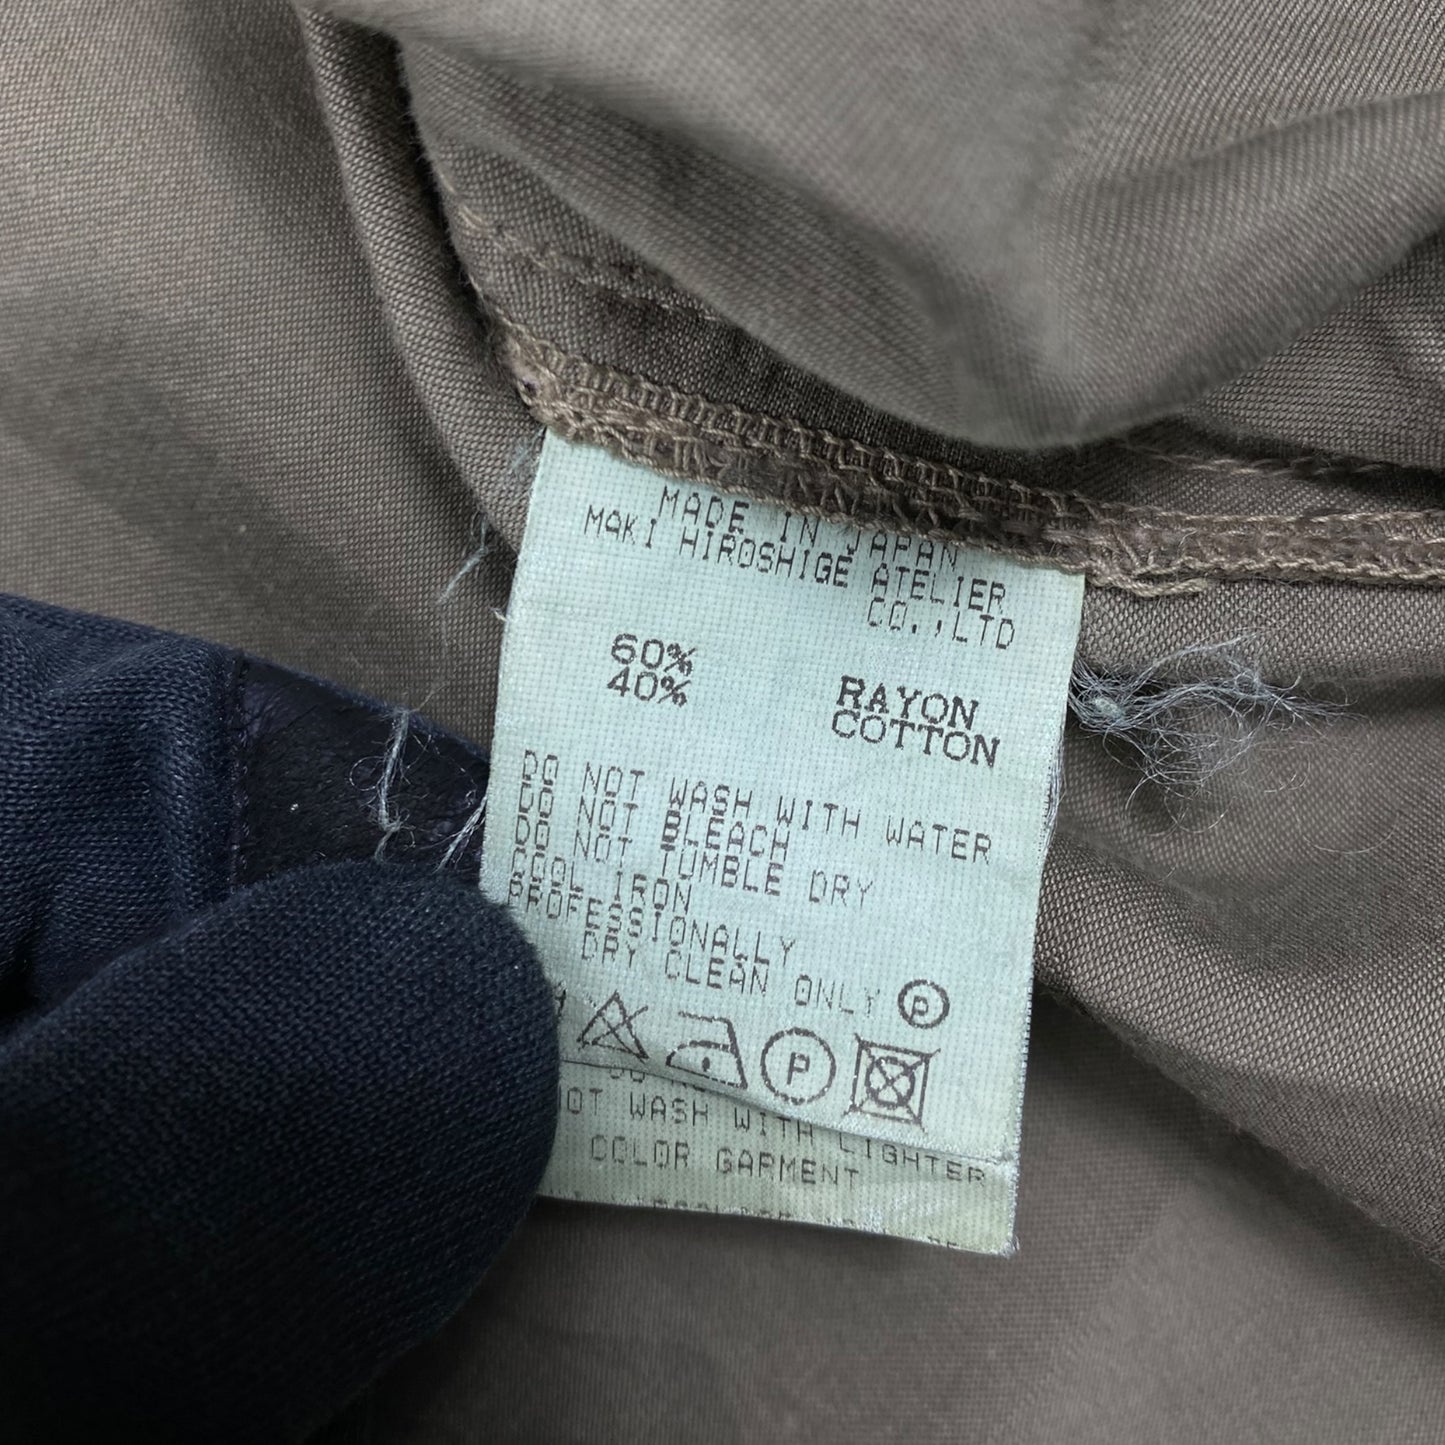 MADE IN JAPAN
MAKI HIROSHIGE ATELIER
CO.,LTD
60% RAYON
40% COTTON
DO NOT WASH WITH WATER
DO NOT BLEACH
DO NOT TUMBLE DRY
COOL IRON
PROFESSIONALLY
DRY CLEAN ONLY P
P
WASH WITH LIGHTER
COLOR GARMENT